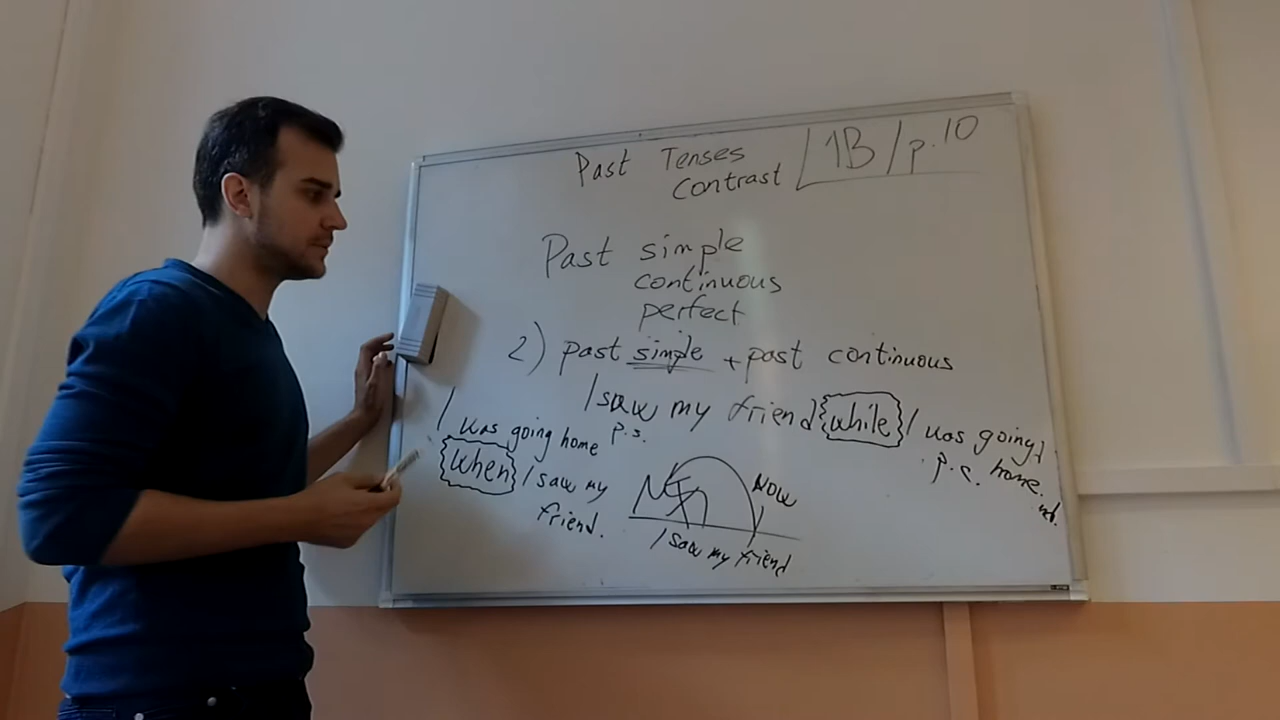 Past Tenses
contrast
1B / p. 10
Past simple
continuous
perfect
2) past simple + past continuous
I saw my friend while I was going
p.s.
p.c. home.
I was going home
when I saw my
friend.
Now
I saw my friend